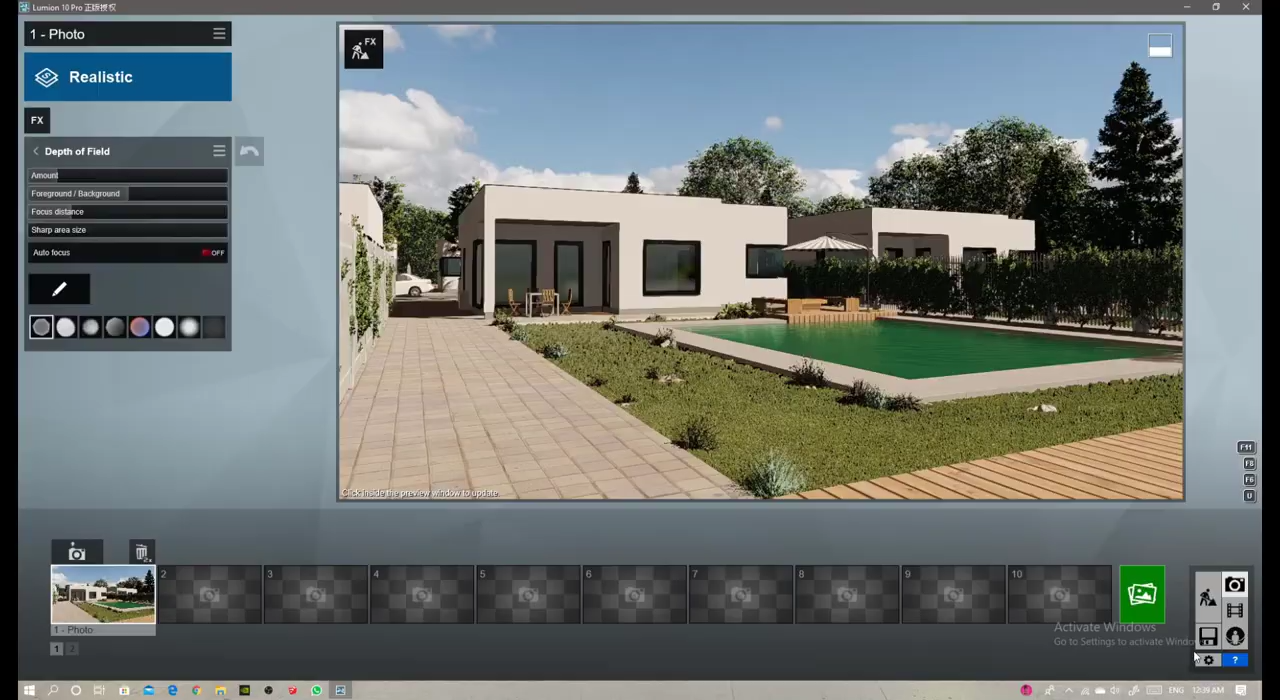 Lumion 10 Pro 正版授权
1 - Photo
Realistic
FX
Depth of Field
Amount
Foreground / Background
Focus distance
Sharp area size
Auto focus
OFF
FX
Click inside the preview window to update.
F11
F8
F6
U
2
3
4
5
6
7
8
9
10
1 - Photo
1
2
Activate Windows
Go to Settings to activate Windows
?
ENG
12:39 AM